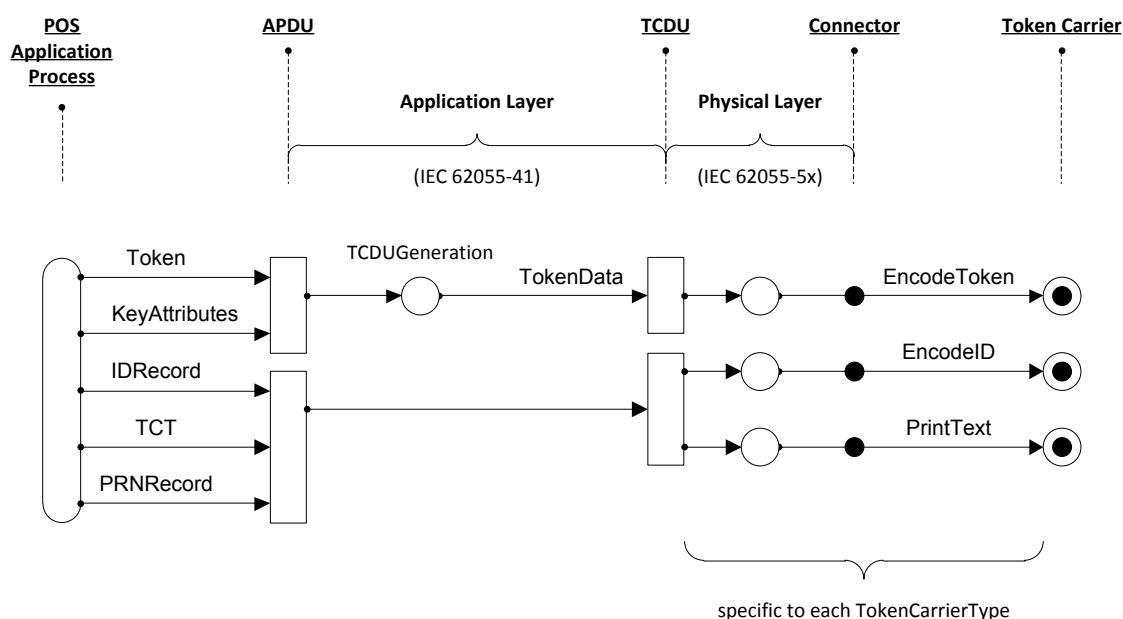 POS
Application
Process
APDU
TCDU
Connector
Token Carrier
Application Layer
Physical Layer
(IEC 62055-41)
(IEC 62055-5x)
Token
TCDUGeneration
TokenData
EncodeToken
KeyAttributes
IDRecord
EncodeID
TCT
PrintText
PRNRecord
specific to each TokenCarrierType